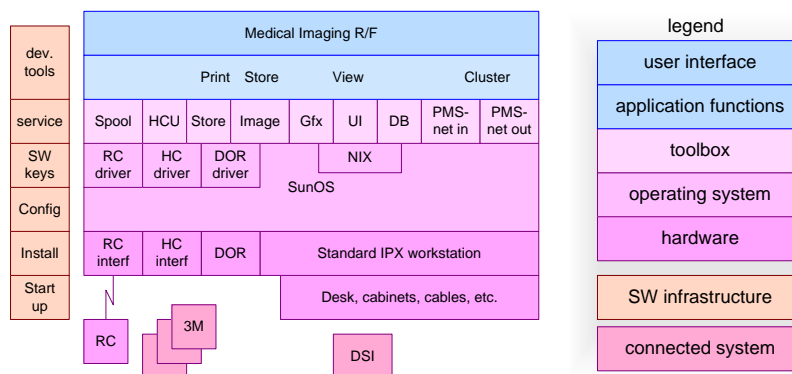 dev.
tools
service
SW
keys
Config
Install
Start
up
Medical Imaging R/F
Print Store View Cluster
Spool HCU Store Image Gfx UI DB PMS-
net in PMS-
net out
RC
driver
HC
driver
DOR
driver
NIX
SunOS
RC
interf
HC
interf
DOR
Standard IPX workstation
Desk, cabinets, cables, etc.
RC
3M
DSI
legend
user interface
application functions
toolbox
operating system
hardware
SW infrastructure
connected system